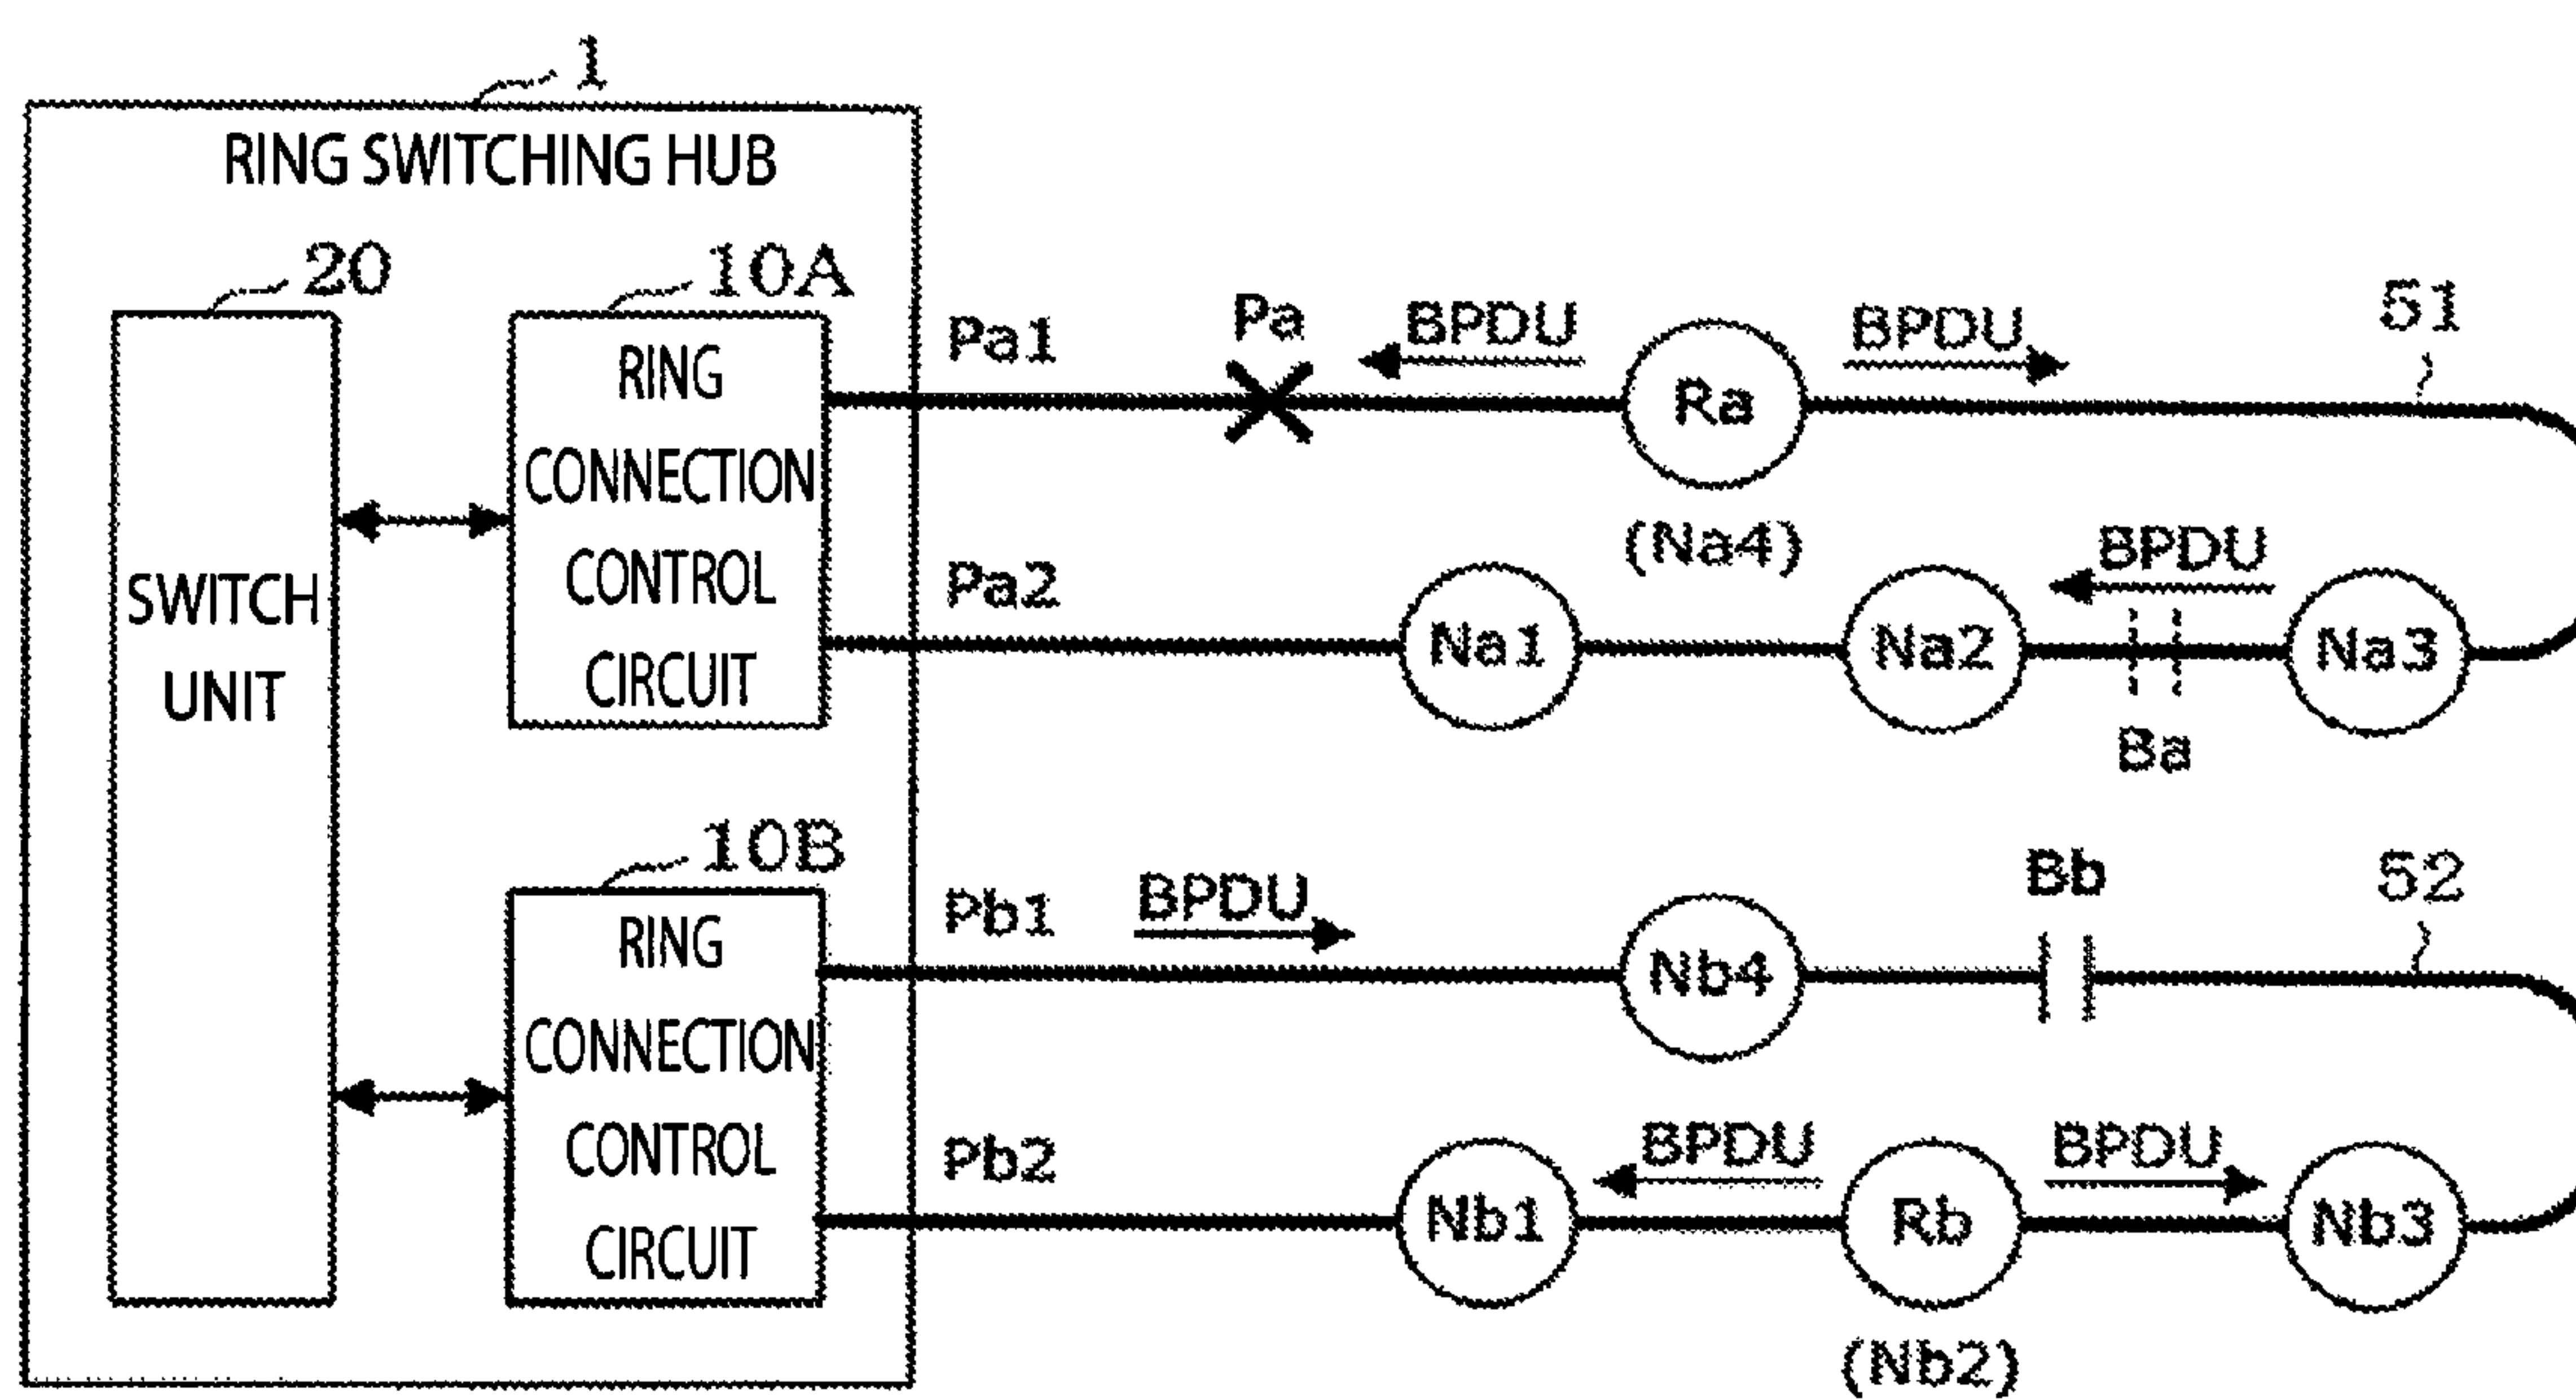 1
RING SWITCHING HUB
20
SWITCH
UNIT
10A
RING
CONNECTION
CONTROL
CIRCUIT
Pa1
Pa
BPDU
Ra
(Na4)
BPDU
51
Pa2
Na1
Na2
BPDU
Ba
Na3
10B
RING
CONNECTION
CONTROL
CIRCUIT
Pb1
BPDU
Nb4
Bb
52
Pb2
Nb1
BPDU
Rb
(Nb2)
BPDU
Nb3